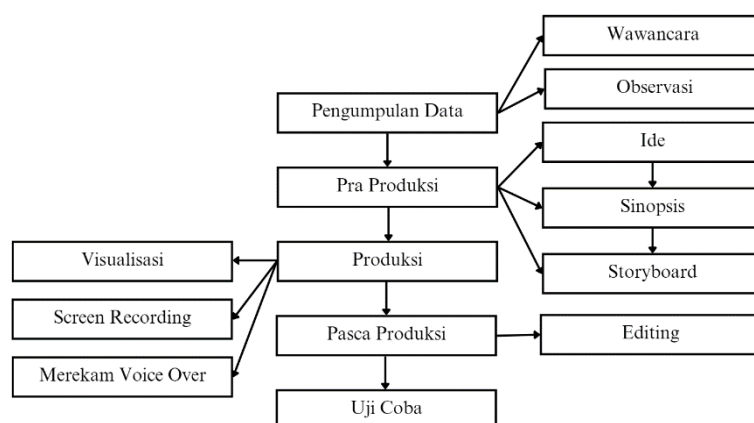 Wawancara
Observasi
Pengumpulan Data
Ide
Pra Produksi
Sinopsis
Visualisasi
Produksi
Storyboard
Screen Recording
Pasca Produksi
Editing
Merekam Voice Over
Uji Coba